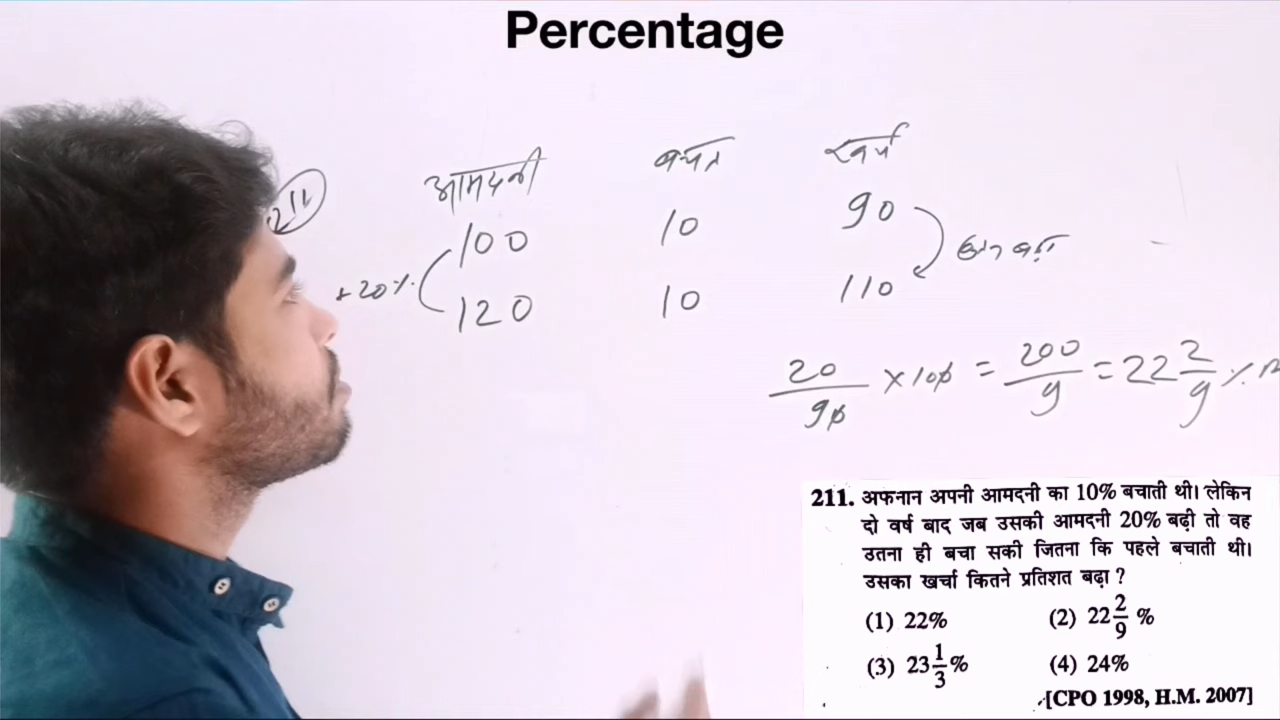 Percentage
211
आमदनी बचत खर्च
100 10 90
+20%
120 10 110
20/90 × 100 = 200/9 = 22 2/9 %
211. अफनान अपनी आमदनी का 10% बचाती थी। लेकिन
दो वर्ष बाद जब उसकी आमदनी 20% बढ़ी तो वह
उतना ही बचा सकी जितना कि पहले बचाती थी।
उसका खर्चा कितने प्रतिशत बढ़ा ?
(1) 22% (2) 22 2/9 %
(3) 23 1/3 % (4) 24%
[CPO 1998, H.M. 2007]